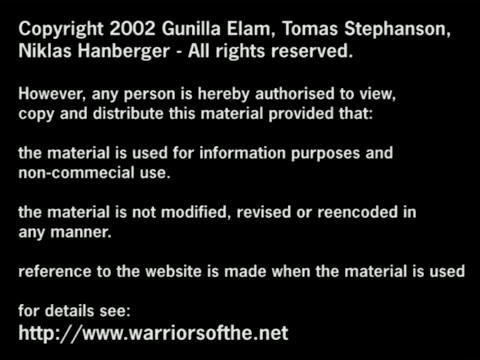 Copyright 2002 Gunilla Elam, Tomas Stephanson,
Niklas Hanberger - All rights reserved.
However, any person is hereby authorised to view,
copy and distribute this material provided that:
the material is used for information purposes and
non-commecial use.
the material is not modified, revised or reencoded in
any manner.
reference to the website is made when the material is used
for details see:
http://www.warriorsofthe.net